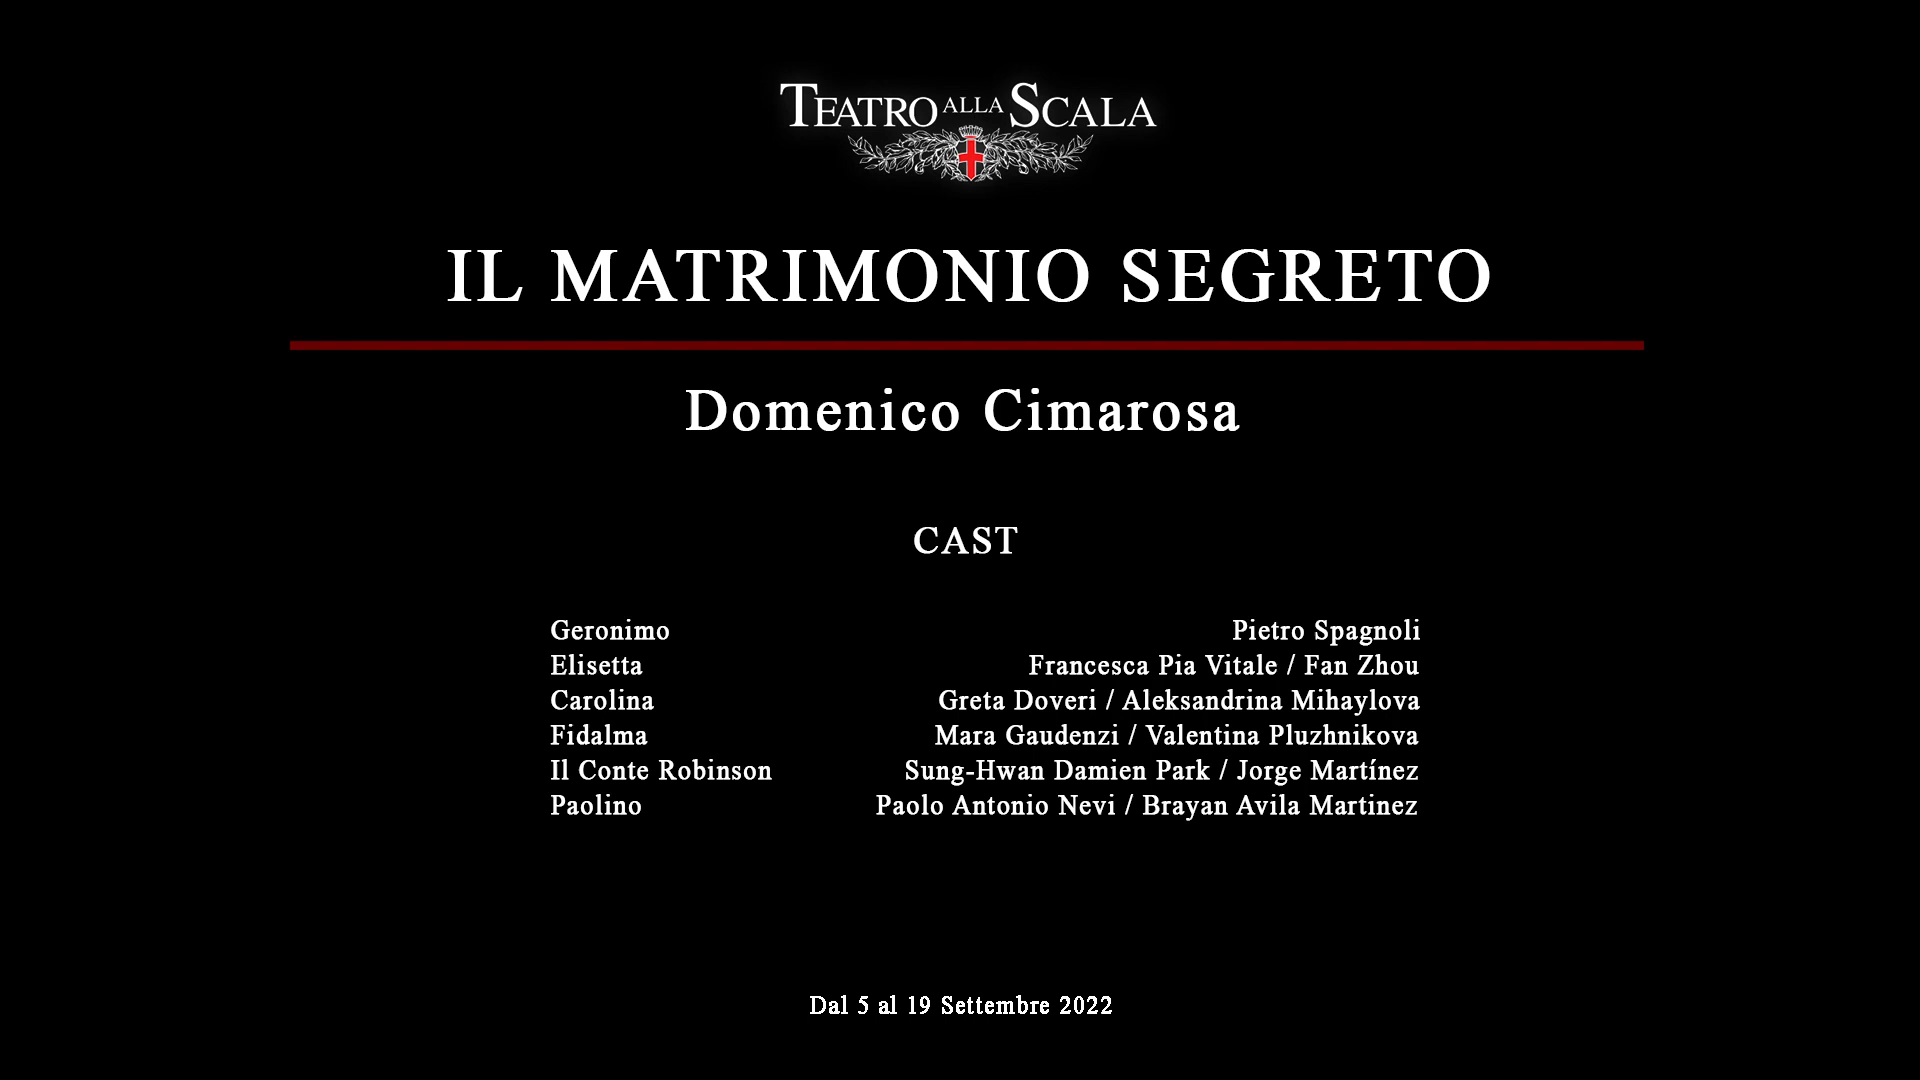 TEATRO ALLA SCALA
IL MATRIMONIO SEGRETO
Domenico Cimarosa
CAST
Geronimo Pietro Spagnoli
Elisetta Francesca Pia Vitale / Fan Zhou
Carolina Greta Doveri / Aleksandrina Mihaylova
Fidalma Mara Gaudenzi / Valentina Pluzhnikova
Il Conte Robinson Sung-Hwan Damien Park / Jorge Martínez
Paolino Paolo Antonio Nevi / Brayan Avila Martinez
Dal 5 al 19 Settembre 2022